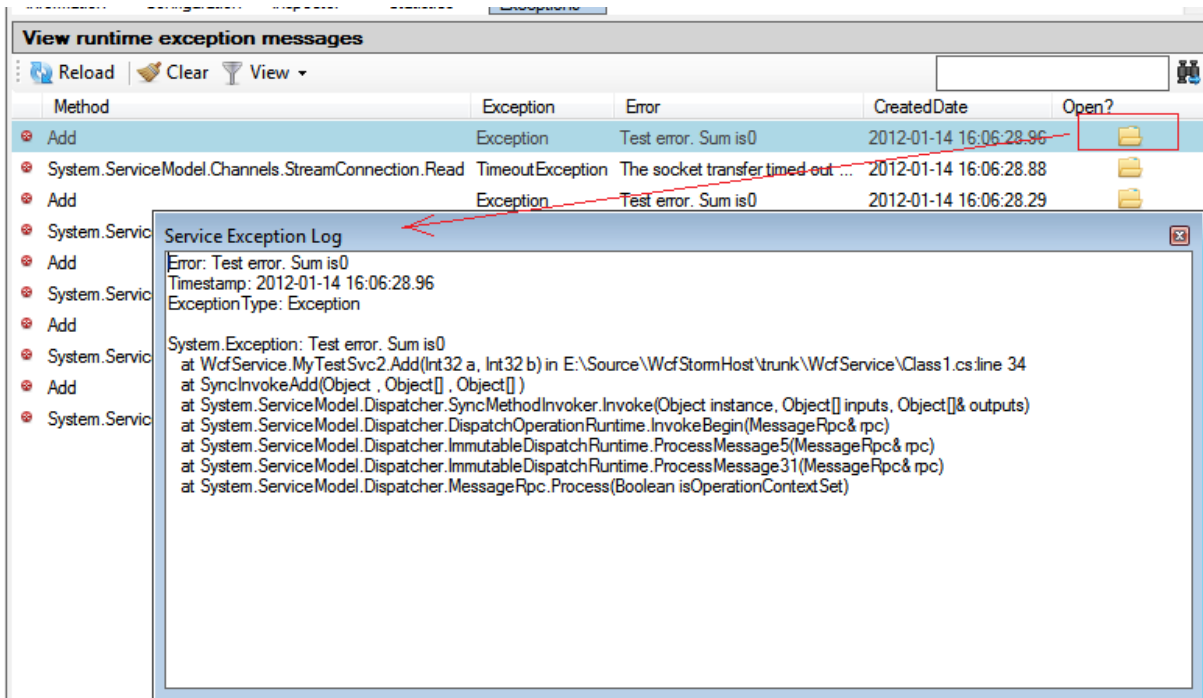 View runtime exception messages
Reload Clear View
Method Exception Error CreatedDate Open?
Add Exception Test error. Sum is0 2012-01-14 16:06:28.96
System.ServiceModel.Channels.StreamConnection.Read TimeoutException The socket transfer timed out ... 2012-01-14 16:06:28.88
Add Exception Test error. Sum is0 2012-01-14 16:06:28.29
System.Servic
Add
System.Servic
Add
System.Servic
Add
System.Servic
Service Exception Log
Error: Test error. Sum is0
Timestamp: 2012-01-14 16:06:28.96
ExceptionType: Exception
System.Exception: Test error. Sum is0
at WcfService.MyTestSvc2.Add(Int32 a, Int32 b) in E:\Source\WcfStormHost\trunk\WcfService\Class1.cs:line 34
at SyncInvokeAdd(Object , Object[] , Object[] )
at System.ServiceModel.Dispatcher.SyncMethodInvoker.Invoke(Object instance, Object[] inputs, Object[]& outputs)
at System.ServiceModel.Dispatcher.DispatchOperationRuntime.InvokeBegin(MessageRpc& rpc)
at System.ServiceModel.Dispatcher.ImmutableDispatchRuntime.ProcessMessage5(MessageRpc& rpc)
at System.ServiceModel.Dispatcher.ImmutableDispatchRuntime.ProcessMessage31(MessageRpc& rpc)
at System.ServiceModel.Dispatcher.MessageRpc.Process(Boolean isOperationContextSet)